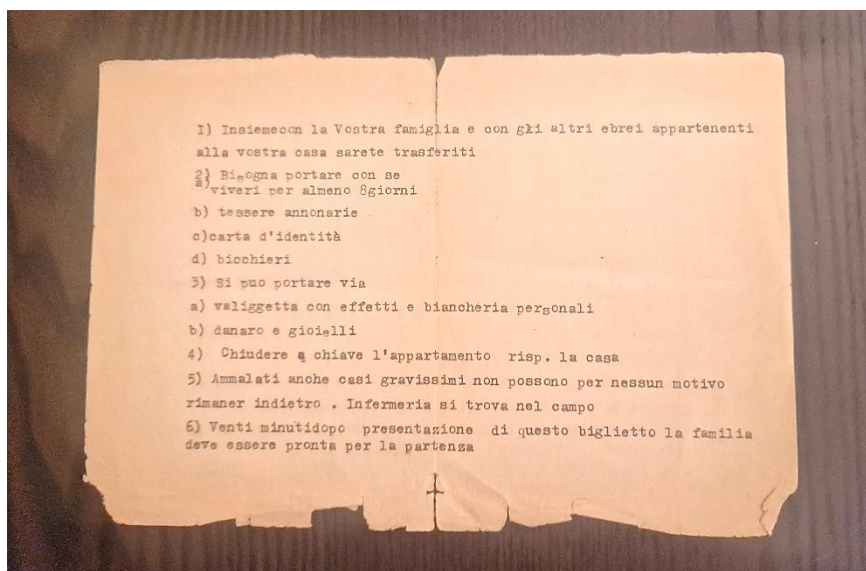 I) Insiemecon la Vostra famiglia e con gli altri ebrei appartenenti
alla vostra casa sarete trasferiti
2) Bisogna portare con se
a) viveri per almeno 8giorni
b) tessere annonarie
c)carta d'identità
d) bicchieri
3) Si puo portare via
a) valiggetta con effetti e biancheria personali
b) danaro e gioielli
4) Chiudere a chiave l'appartamento risp. la casa
5) Ammalati anche casi gravissimi non possono per nessun motivo
rimaner indietro . Infermeria si trova nel campo
6) Venti minutidopo presentazione di questo biglietto la familia
deve essere pronta per la partenza